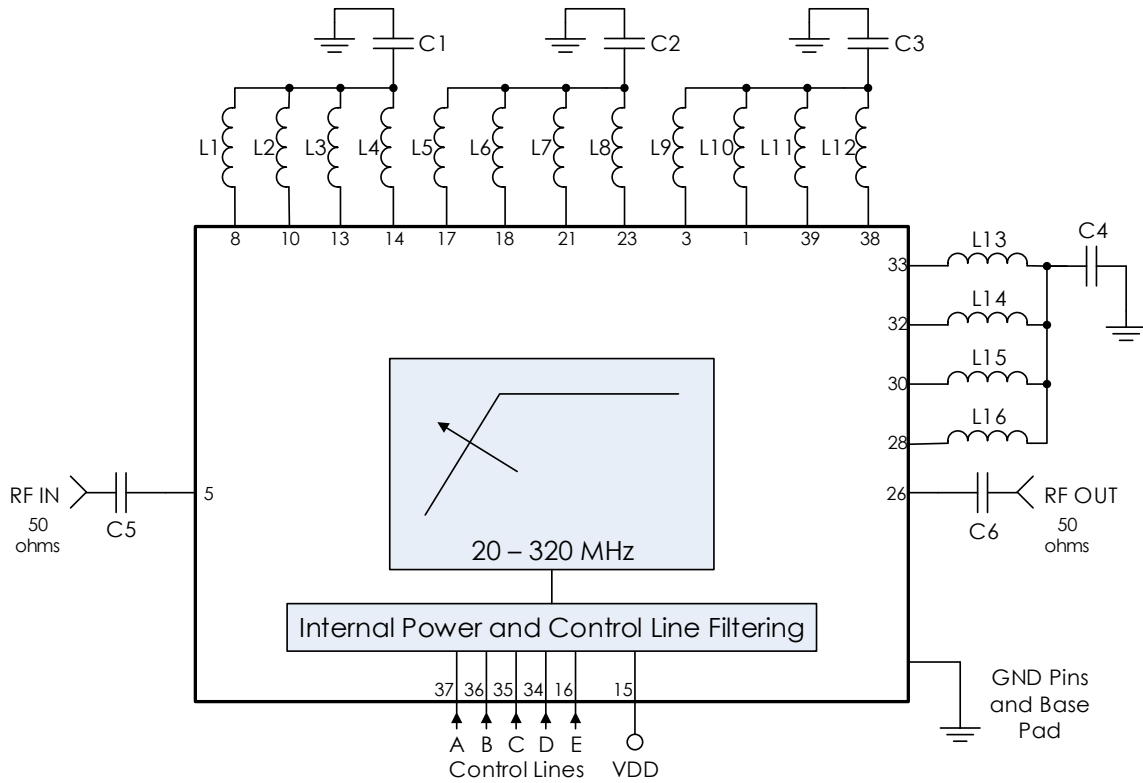 C1
C2
C3
L1
L2
L3
L4
L5
L6
L7
L8
L9
L10
L11
L12
8
10
13
14
17
18
21
23
3
1
39
38
33
L13
C4
32
L14
30
L15
28
L16
RF IN
50
ohms
C5
5
26
C6
RF OUT
50
ohms
20 – 320 MHz
Internal Power and Control Line Filtering
37
36
35
34
16
15
A
B
C
D
E
Control Lines
VDD
GND Pins
and Base
Pad